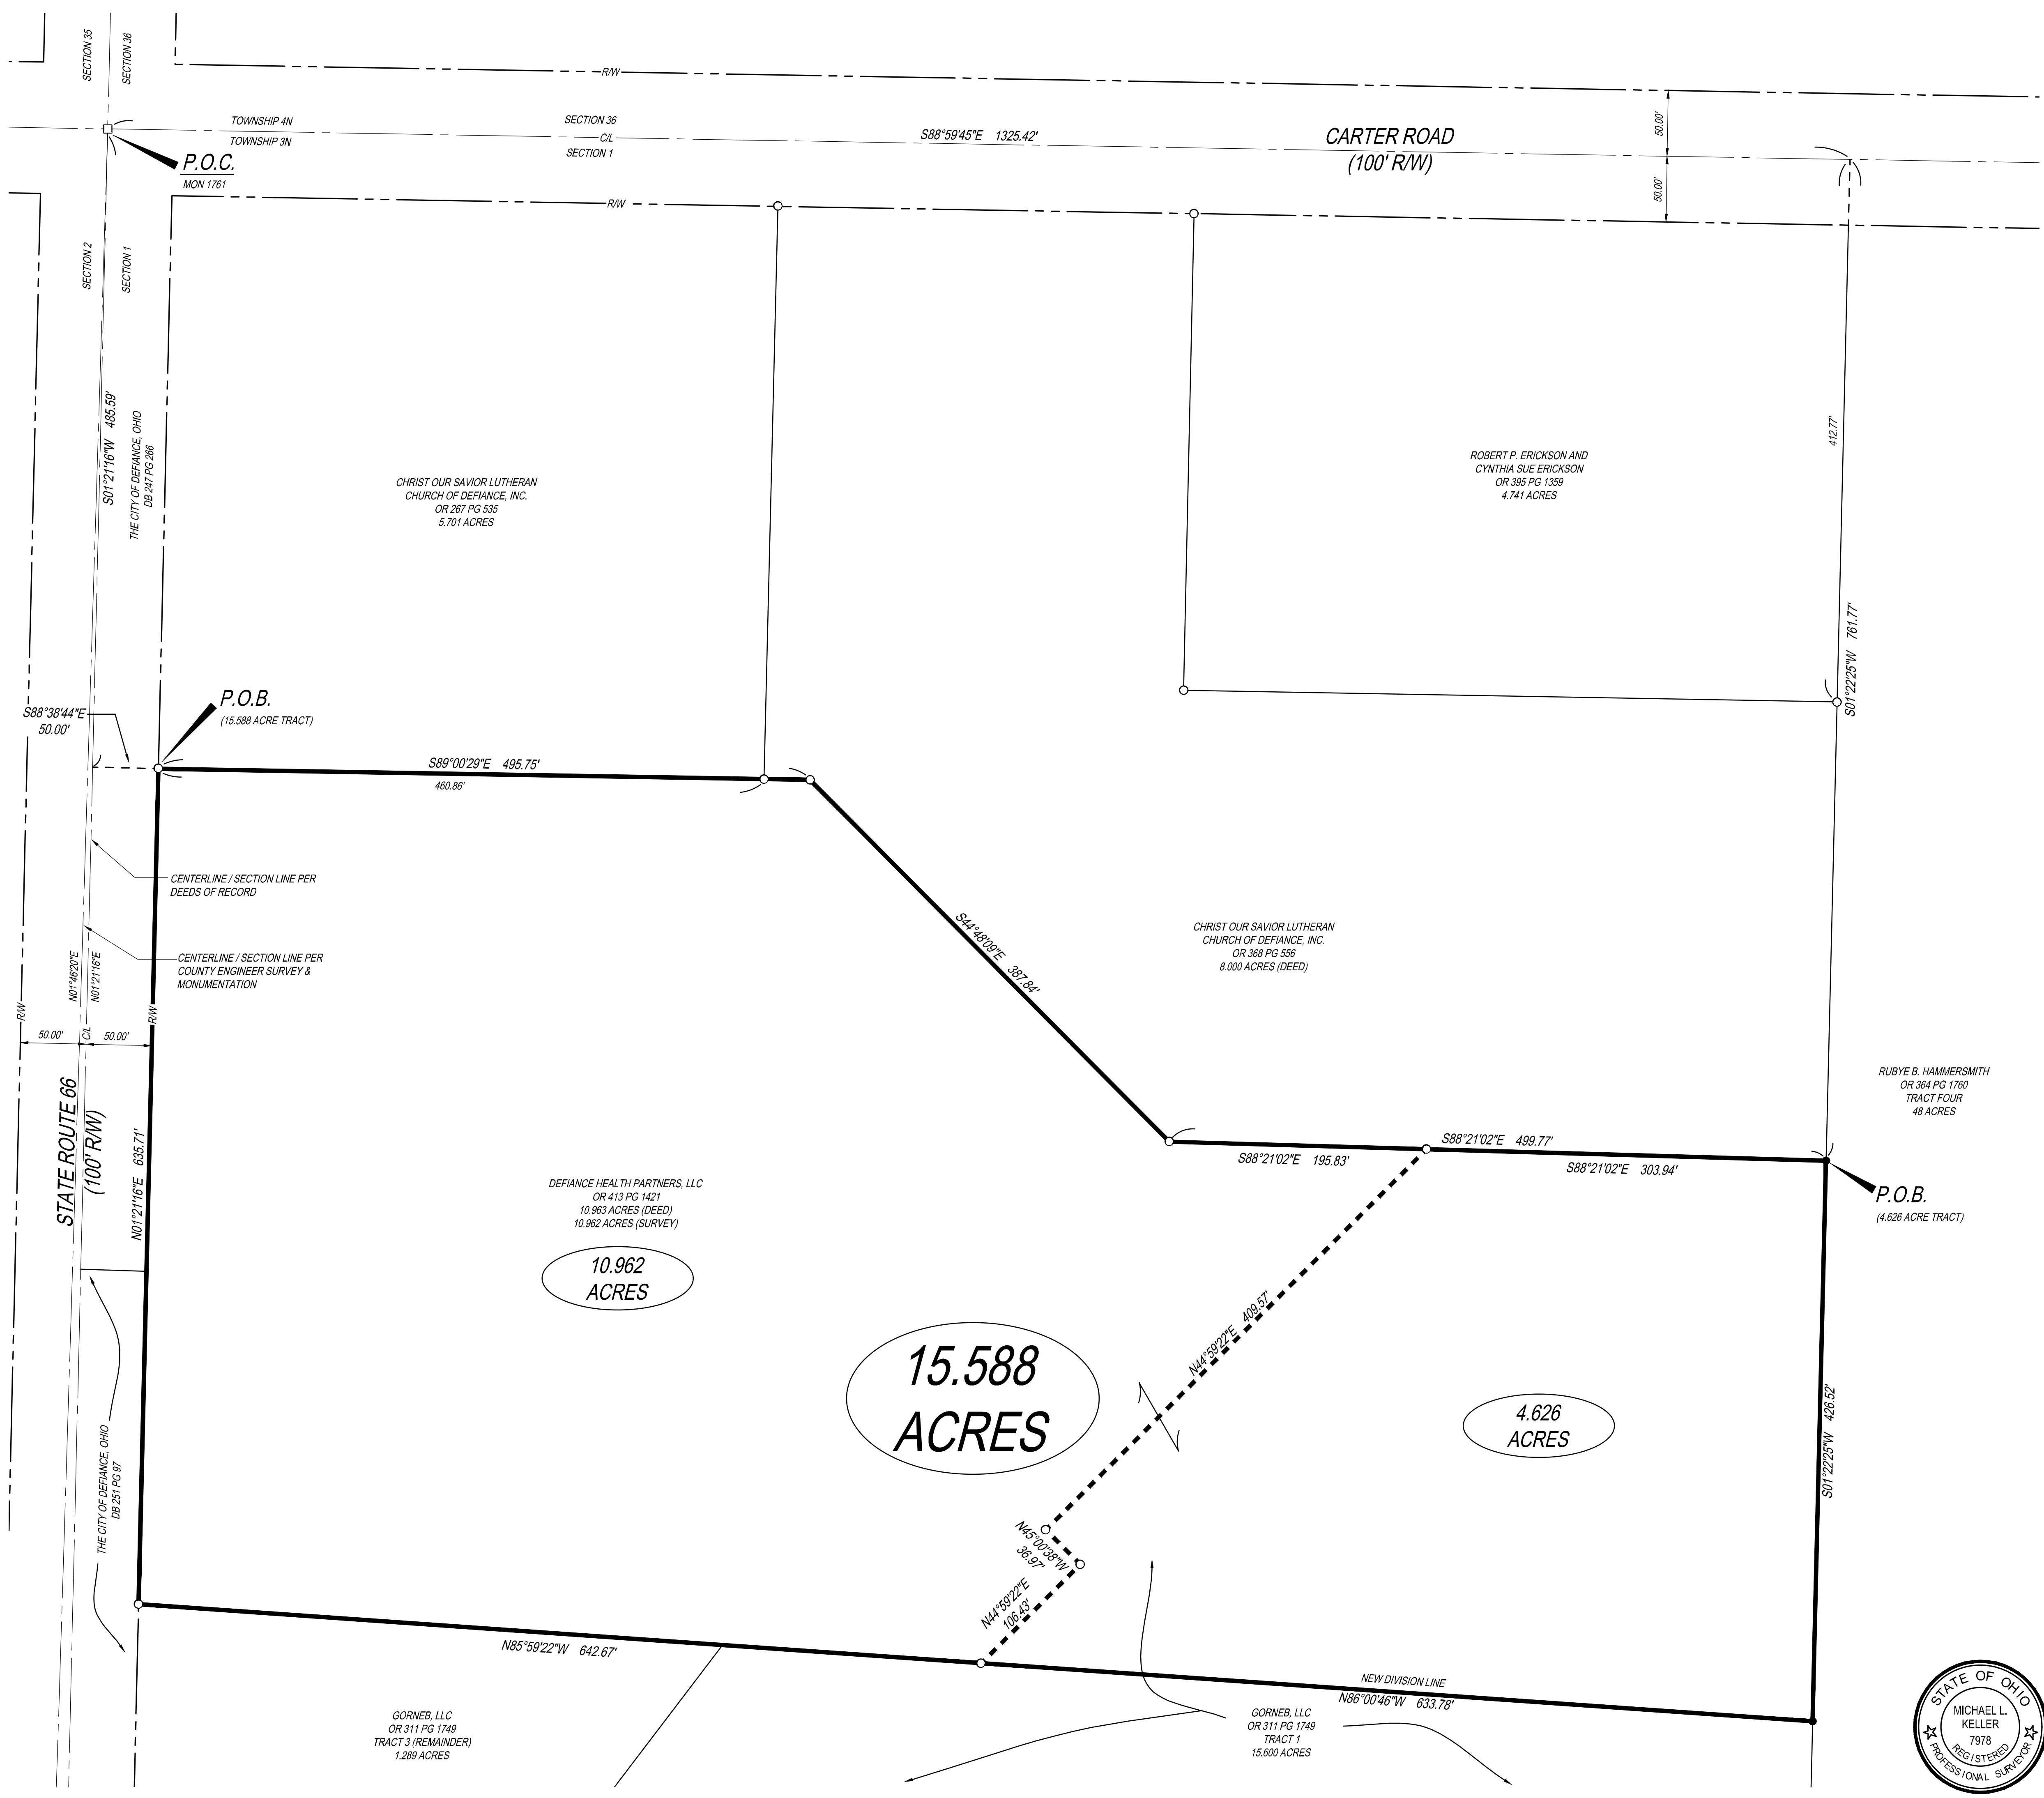 SECTION 35
SECTION 36
R/W
TOWNSHIP 4N
TOWNSHIP 3N
SECTION 36
C/L
SECTION 1
S88°59'45"E 1325.42'
CARTER ROAD
(100' R/W)
50.00'
50.00'
P.O.C.
MON 1761
R/W
SECTION 2
SECTION 1
S01°21'16"W 485.59'
THE CITY OF DEFIANCE, OHIO
DB 247 PG 266
CHRIST OUR SAVIOR LUTHERAN
CHURCH OF DEFIANCE, INC.
OR 267 PG 535
5.701 ACRES
ROBERT P. ERICKSON AND
CYNTHIA SUE ERICKSON
OR 395 PG 1359
4.741 ACRES
412.77'
S01°22'25"W 761.77'
P.O.B.
(15.588 ACRE TRACT)
S88°38'44"E
50.00'
S89°00'29"E 495.75'
460.86'
CENTERLINE / SECTION LINE PER
DEEDS OF RECORD
CENTERLINE / SECTION LINE PER
COUNTY ENGINEER SURVEY &
MONUMENTATION
S44°48'09"E 387.84'
CHRIST OUR SAVIOR LUTHERAN
CHURCH OF DEFIANCE, INC.
OR 368 PG 556
8.000 ACRES (DEED)
N01°46'20"E
N01°21'16"E
R/W
R/W
50.00'
C/L
50.00'
STATE ROUTE 66
(100' R/W)
N01°21'16"E 635.71'
RUBYE B. HAMMERSMITH
OR 364 PG 1760
TRACT FOUR
48 ACRES
S88°21'02"E 499.77'
S88°21'02"E 195.83'
S88°21'02"E 303.94'
P.O.B.
(4.626 ACRE TRACT)
DEFIANCE HEALTH PARTNERS, LLC
OR 413 PG 1421
10.963 ACRES (DEED)
10.962 ACRES (SURVEY)
10.962
ACRES
15.588
ACRES
N44°59'22"E 409.57'
4.626
ACRES
S01°22'25"W 426.52'
THE CITY OF DEFIANCE, OHIO
DB 251 PG 97
N45°00'38"W
36.97'
N44°59'22"E
106.43'
N85°59'22"W 642.67'
NEW DIVISION LINE
N86°00'46"W 633.78'
GORNEB, LLC
OR 311 PG 1749
TRACT 3 (REMAINDER)
1.289 ACRES
GORNEB, LLC
OR 311 PG 1749
TRACT 1
15.600 ACRES
STATE OF OHIO
MICHAEL L.
KELLER
7978
REGISTERED
PROFESSIONAL SURVEYOR